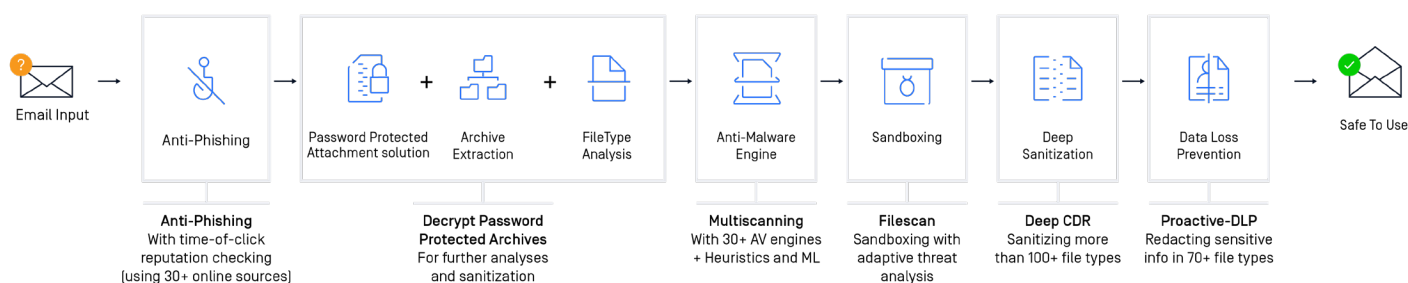 ?
Email Input
Anti-Phishing
Password Protected
Attachment solution
+
Archive
Extraction
+
FileType
Analysis
Anti-Malware
Engine
Sandboxing
Deep
Sanitization
Data Loss
Prevention
Safe To Use
Anti-Phishing
With time-of-click
reputation checking
(using 30+ online sources)
Decrypt Password
Protected Archives
For further analyses
and sanitization
Multiscanning
With 30+ AV engines
+ Heuristics and ML
Filescan
Sandboxing with
adaptive threat
analysis
Deep CDR
Sanitizing more
than 100+ file types
Proactive-DLP
Redacting sensitive
info in 70+ file types